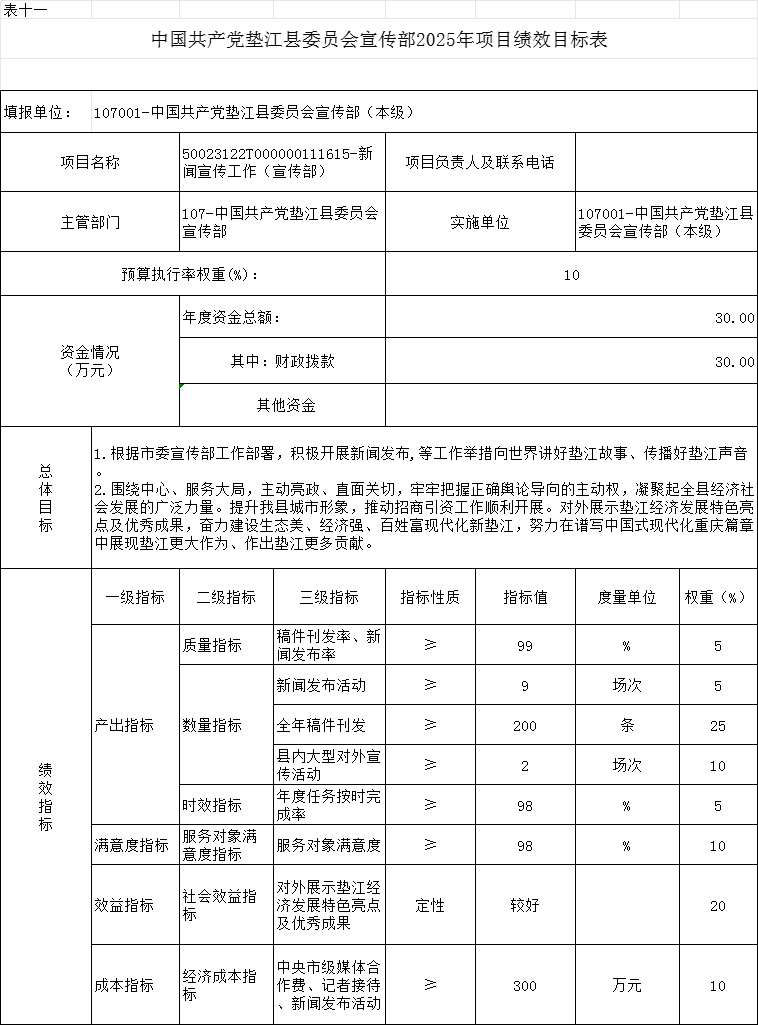 表十一
中国共产党垫江县委员会宣传部2025年项目绩效目标表
填报单位： 107001-中国共产党垫江县委员会宣传部（本级）
项目名称 50023122T000000111615-新闻宣传工作（宣传部） 项目负责人及联系电话
主管部门 107-中国共产党垫江县委员会宣传部 实施单位 107001-中国共产党垫江县委员会宣传部（本级）
预算执行率权重(%)： 10
资金情况（万元） 年度资金总额： 30.00
其中：财政拨款 30.00
其他资金
总体目标
1.根据市委宣传部工作部署，积极开展新闻发布,等工作举措向世界讲好垫江故事、传播好垫江声音
。
2.围绕中心、服务大局，主动亮政、直面关切，牢牢把握正确舆论导向的主动权，凝聚起全县经济社
会发展的广泛力量。提升我县城市形象，推动招商引资工作顺利开展。对外展示垫江经济发展特色亮
点及优秀成果，奋力建设生态美、经济强、百姓富现代化新垫江，努力在谱写中国式现代化重庆篇章
中展现垫江更大作为、作出垫江更多贡献。
绩效指标
一级指标 二级指标 三级指标 指标性质 指标值 度量单位 权重（%）
产出指标 质量指标 稿件刊发率、新闻发布率 ≥ 99 % 5
数量指标 新闻发布活动 ≥ 9 场次 5
全年稿件刊发 ≥ 200 条 25
县内大型对外宣传活动 ≥ 2 场次 10
时效指标 年度任务按时完成率 ≥ 98 % 5
满意度指标 服务对象满意度指标 服务对象满意度 ≥ 98 % 10
效益指标 社会效益指标 对外展示垫江经济发展特色亮点及优秀成果 定性 较好 20
成本指标 经济成本指标 中央市级媒体合作费、记者接待、新闻发布活动 ≥ 300 万元 10